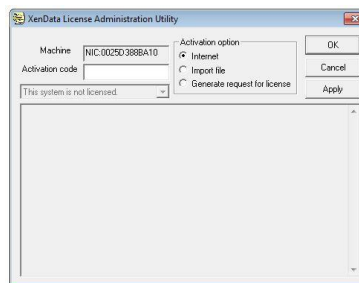 XenData License Administration Utility
Machine NIC:0025D388BA10
Activation code
This system is not licensed.
Activation option
Internet
Import file
Generate request for license
OK
Cancel
Apply